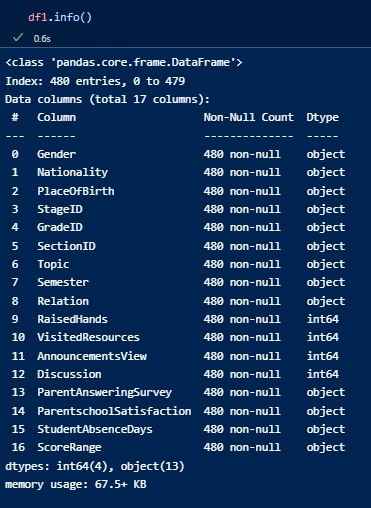 df1.info()
0.6s
<class 'pandas.core.frame.DataFrame'>
Index: 480 entries, 0 to 479
Data columns (total 17 columns):
 #   Column                    Non-Null Count  Dtype
---  ------                    --------------  -----
 0   Gender                    480 non-null    object
 1   Nationality               480 non-null    object
 2   PlaceOfBirth              480 non-null    object
 3   StageID                   480 non-null    object
 4   GradeID                   480 non-null    object
 5   SectionID                 480 non-null    object
 6   Topic                     480 non-null    object
 7   Semester                  480 non-null    object
 8   Relation                  480 non-null    object
 9   RaisedHands               480 non-null    int64
 10  VisitedResources          480 non-null    int64
 11  AnnouncementsView         480 non-null    int64
 12  Discussion                480 non-null    int64
 13  ParentAnsweringSurvey     480 non-null    object
 14  ParentschoolSatisfaction  480 non-null    object
 15  StudentAbsenceDays        480 non-null    object
 16  ScoreRange                480 non-null    object
dtypes: int64(4), object(13)
memory usage: 67.5+ KB